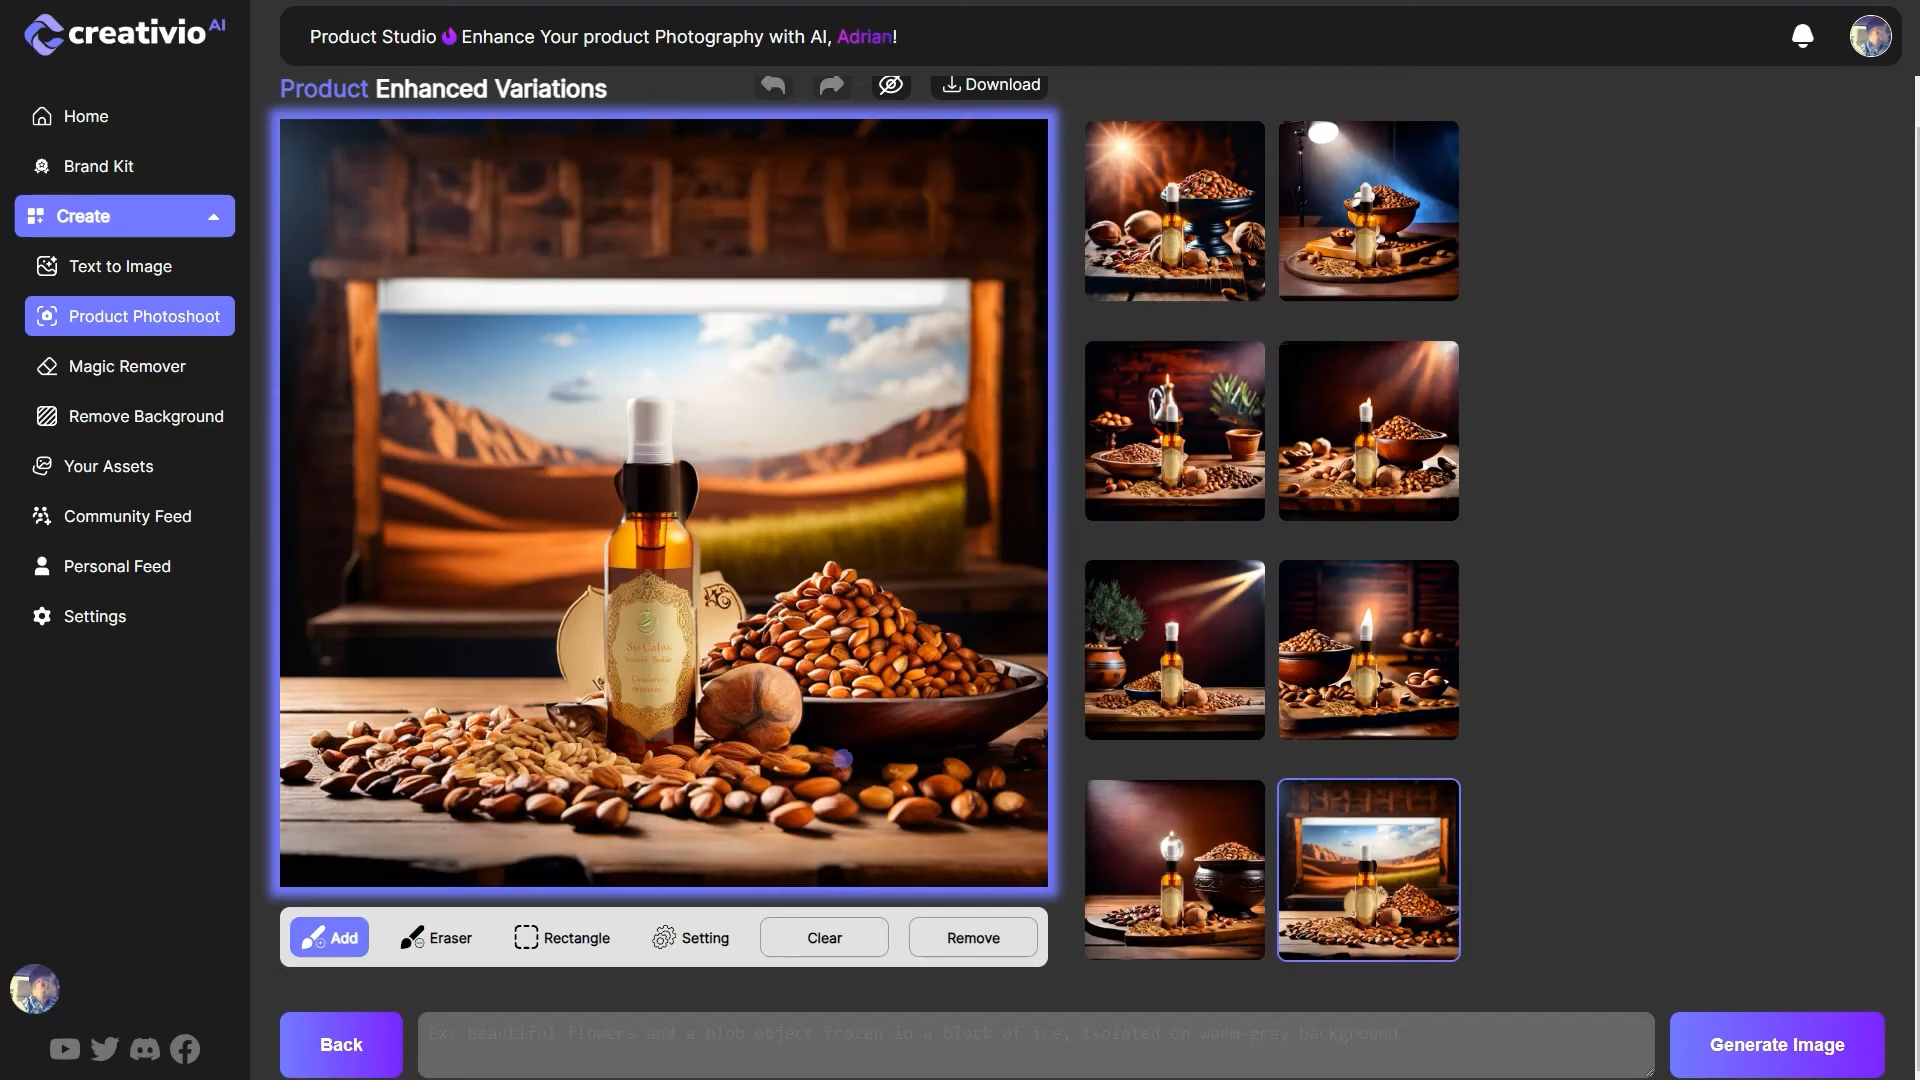 creativio AI
Product Studio Enhance Your product Photography with AI, Adrian!
Product Enhanced Variations
Download
Home
Brand Kit
Create
Text to Image
Product Photoshoot
Magic Remover
Remove Background
Your Assets
Community Feed
Personal Feed
Settings
Add
Eraser
Rectangle
Setting
Clear
Remove
Back
Ex: Beautiful flowers and a blob object frozen in a block of ice, isolated on warm-grey background
Generate Image